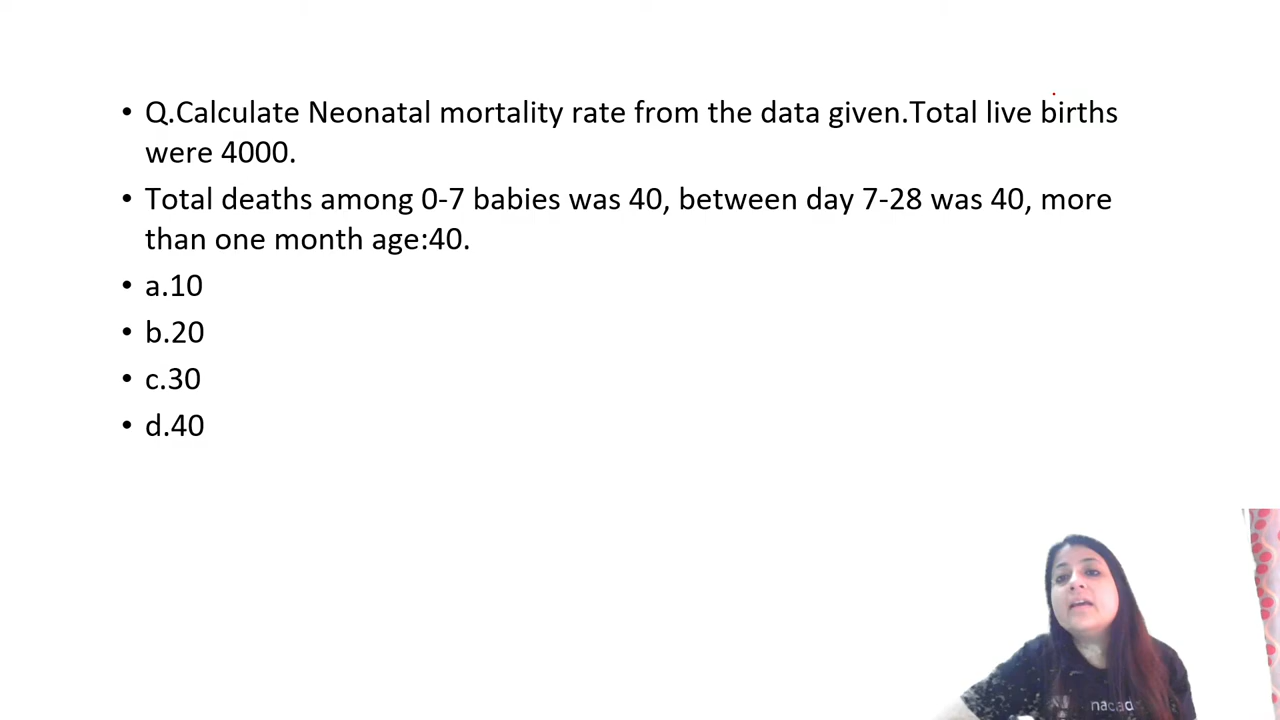 • Q.Calculate Neonatal mortality rate from the data given.Total live births
were 4000.
• Total deaths among 0-7 babies was 40, between day 7-28 was 40, more
than one month age:40.
• a.10
• b.20
• c.30
• d.40